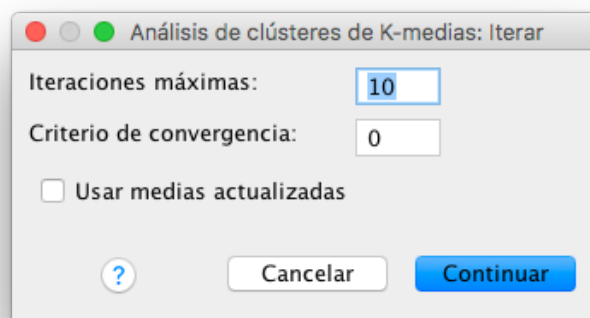 Análisis de clústeres de K-medias: Iterar
Iteraciones máximas: 10
Criterio de convergencia: 0
Usar medias actualizadas
? Cancelar Continuar